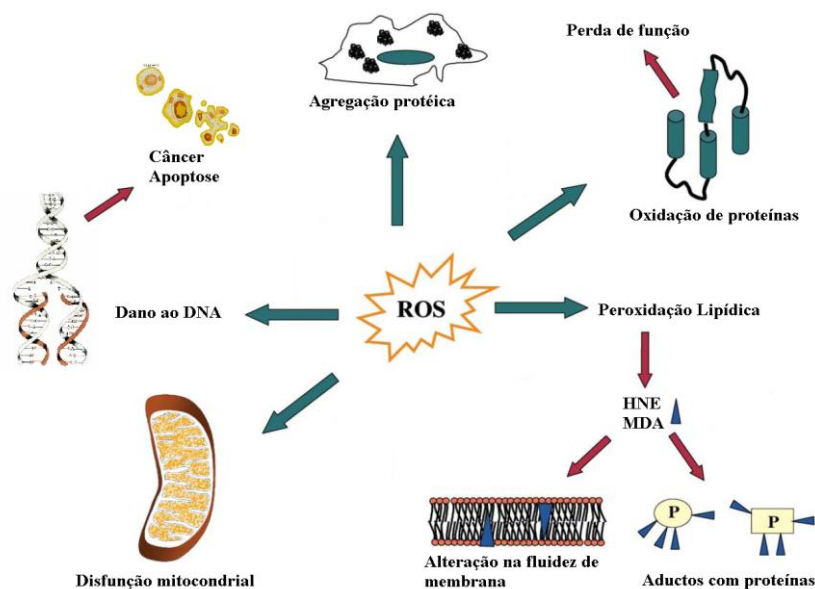 Perda de função
Agregação protéica
Câncer
Apoptose
Oxidação de proteínas
Dano ao DNA
ROS
Peroxidação Lipídica
HNE
MDA
P
P
Alteração na fluidez de
membrana
Aductos com proteínas
Disfunção mitocondrial